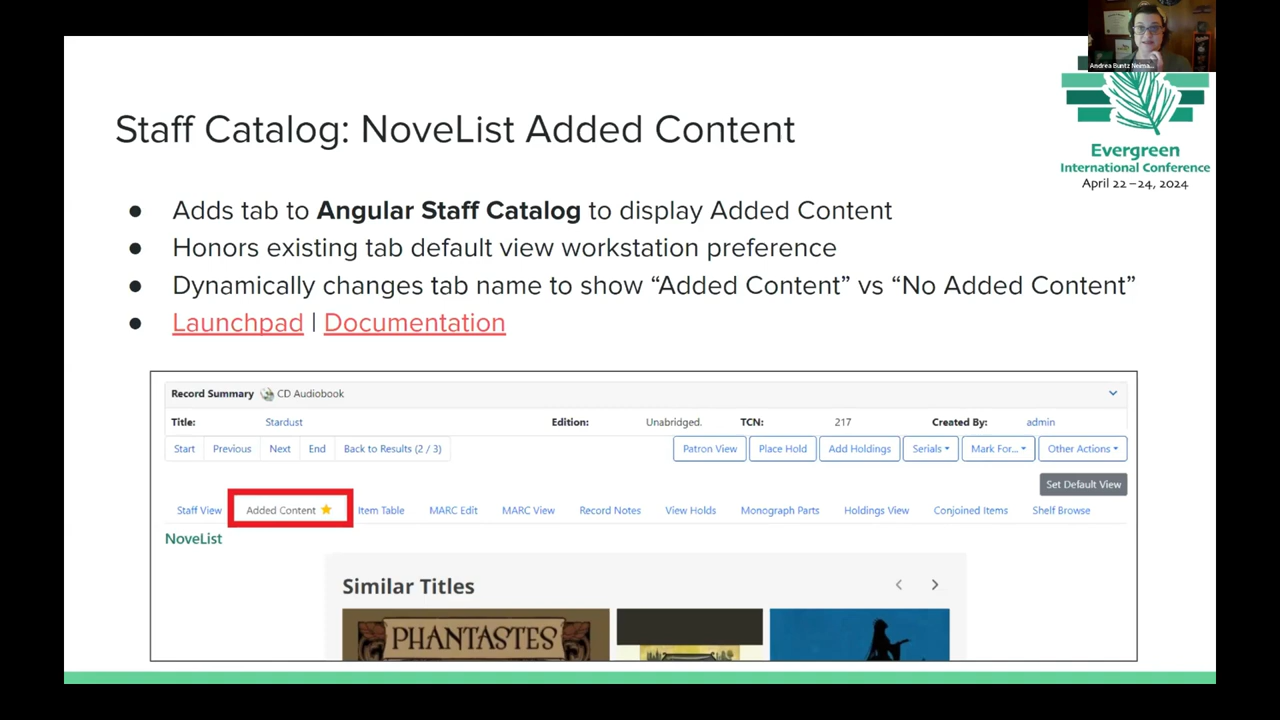 Andrea Buntz Neima...
Evergreen
International Conference
April 22–24, 2024
Staff Catalog: NoveList Added Content
● Adds tab to Angular Staff Catalog to display Added Content
● Honors existing tab default view workstation preference
● Dynamically changes tab name to show “Added Content” vs “No Added Content”
● Launchpad | Documentation
Record Summary CD Audiobook
Title: Stardust Edition: Unabridged. TCN: 217 Created By: admin
Start Previous Next End Back to Results (2 / 3) Patron View Place Hold Add Holdings Serials Mark For... Other Actions
Set Default View
Staff View Added Content Item Table MARC Edit MARC View Record Notes View Holds Monograph Parts Holdings View Conjoined Items Shelf Browse
NoveList
Similar Titles
PHANTASTES